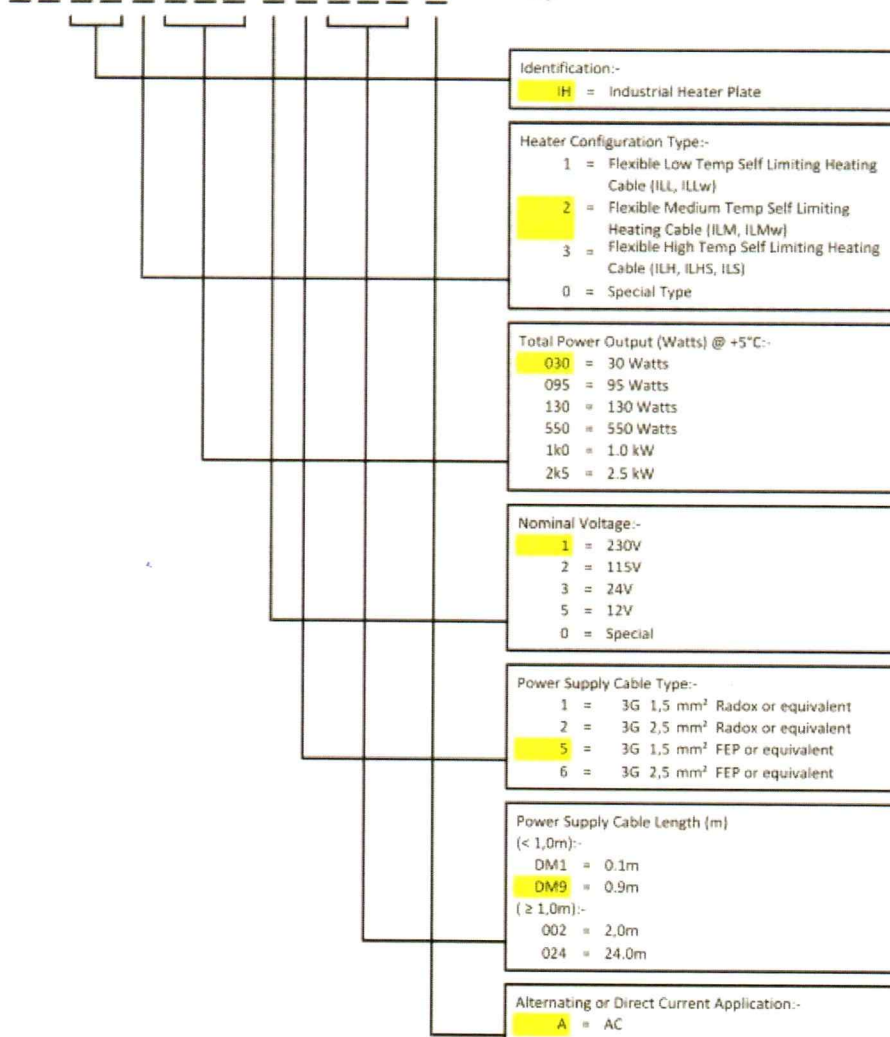 Identification:-
IH = Industrial Heater Plate
Heater Configuration Type:-
1 = Flexible Low Temp Self Limiting Heating
Cable (ILL, ILLw)
2 = Flexible Medium Temp Self Limiting
Heating Cable (ILM, ILMw)
3 = Flexible High Temp Self Limiting Heating
Cable (ILH, ILHS, ILS)
0 = Special Type
Total Power Output (Watts) @ +5°C:-
030 = 30 Watts
095 = 95 Watts
130 = 130 Watts
550 = 550 Watts
1k0 = 1.0 kW
2k5 = 2.5 kW
Nominal Voltage:-
1 = 230V
2 = 115V
3 = 24V
5 = 12V
0 = Special
Power Supply Cable Type:-
1 = 3G 1,5 mm² Radox or equivalent
2 = 3G 2,5 mm² Radox or equivalent
5 = 3G 1,5 mm² FEP or equivalent
6 = 3G 2,5 mm² FEP or equivalent
Power Supply Cable Length (m)
(< 1,0m):-
DM1 = 0.1m
DM9 = 0.9m
( ≥ 1,0m):-
002 = 2,0m
024 = 24.0m
Alternating or Direct Current Application:-
A = AC